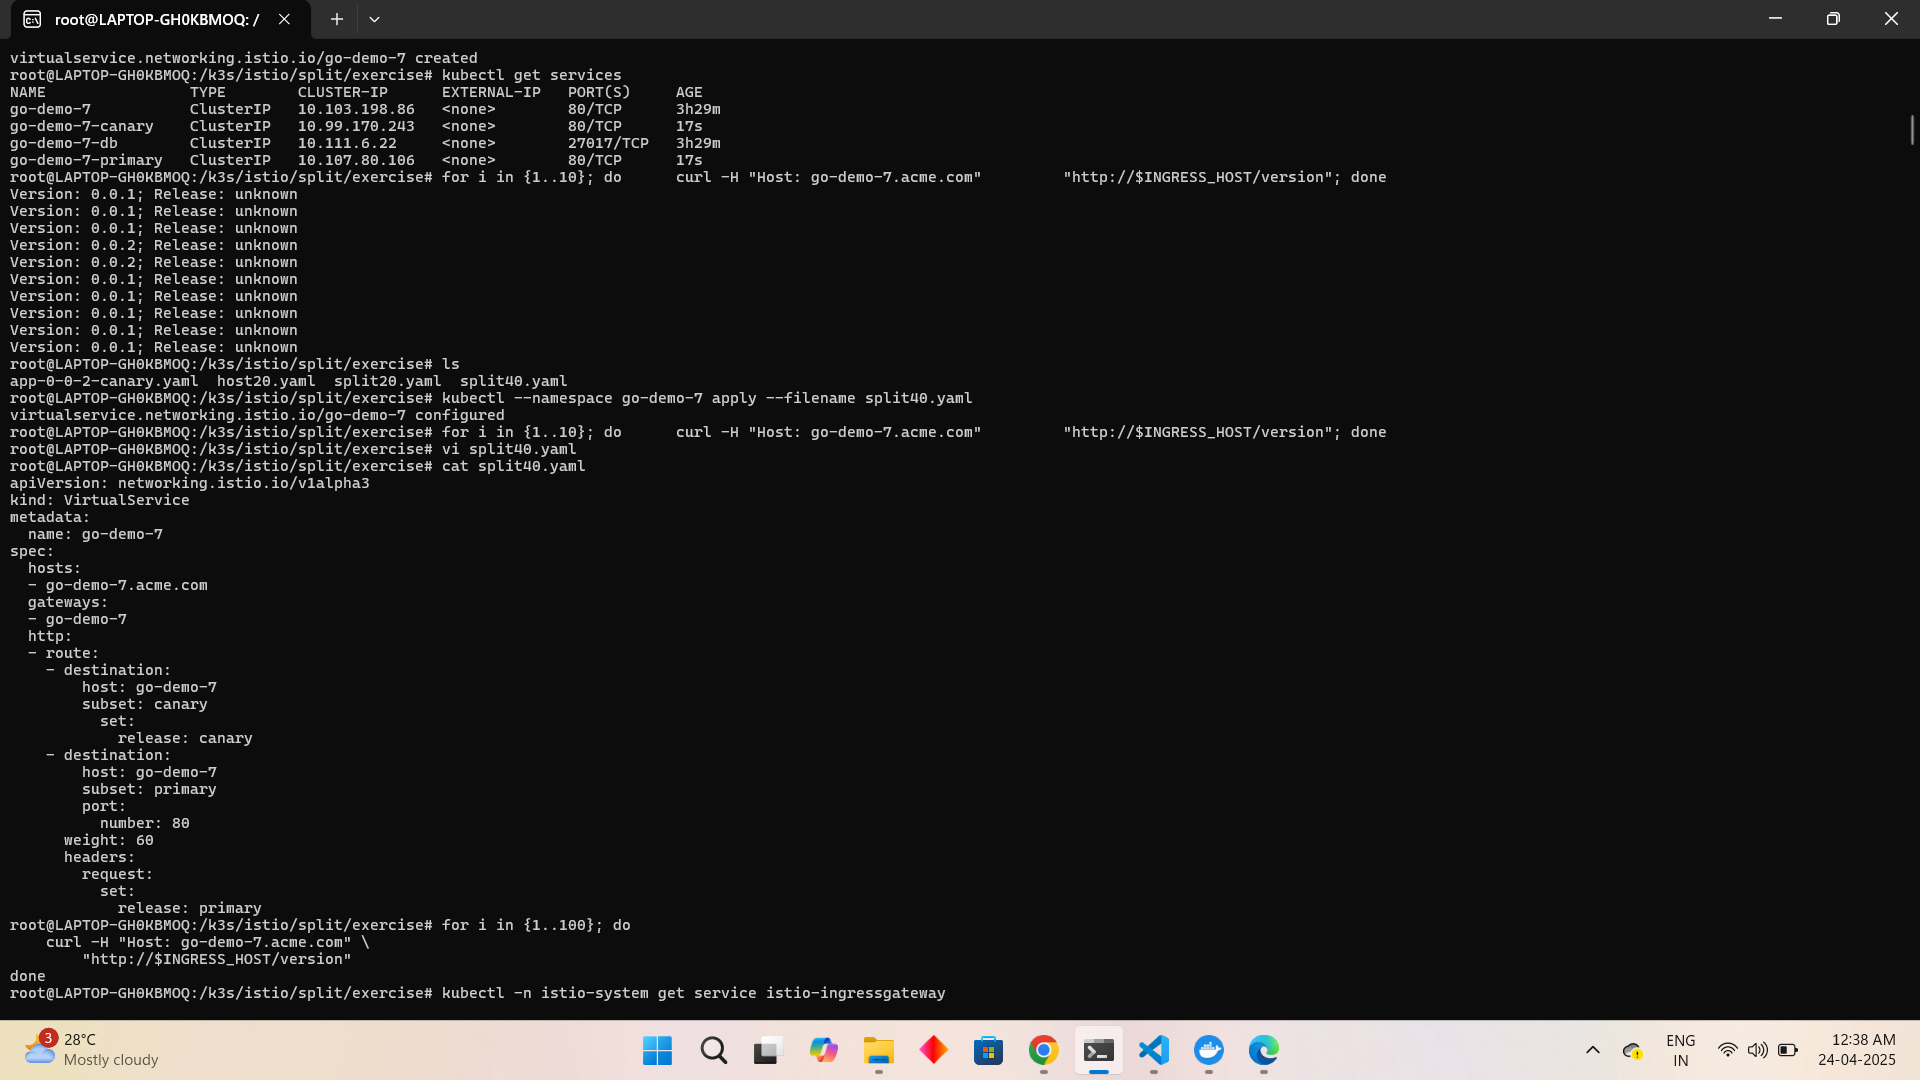 root@LAPTOP-GH0KBMOQ: /
virtualservice.networking.istio.io/go-demo-7 created
root@LAPTOP-GH0KBMOQ:/k3s/istio/split/exercise# kubectl get services
NAME                TYPE        CLUSTER-IP      EXTERNAL-IP   PORT(S)     AGE
go-demo-7           ClusterIP   10.103.198.86   <none>        80/TCP      3h29m
go-demo-7-canary    ClusterIP   10.99.170.243   <none>        80/TCP      17s
go-demo-7-db        ClusterIP   10.111.6.22     <none>        27017/TCP   3h29m
go-demo-7-primary   ClusterIP   10.107.80.106   <none>        80/TCP      17s
root@LAPTOP-GH0KBMOQ:/k3s/istio/split/exercise# for i in {1..10}; do      curl -H "Host: go-demo-7.acme.com"         "http://$INGRESS_HOST/version"; done
Version: 0.0.1; Release: unknown
Version: 0.0.1; Release: unknown
Version: 0.0.1; Release: unknown
Version: 0.0.2; Release: unknown
Version: 0.0.2; Release: unknown
Version: 0.0.1; Release: unknown
Version: 0.0.1; Release: unknown
Version: 0.0.1; Release: unknown
Version: 0.0.1; Release: unknown
Version: 0.0.1; Release: unknown
root@LAPTOP-GH0KBMOQ:/k3s/istio/split/exercise# ls
app-0-0-2-canary.yaml  host20.yaml  split20.yaml  split40.yaml
root@LAPTOP-GH0KBMOQ:/k3s/istio/split/exercise# kubectl --namespace go-demo-7 apply --filename split40.yaml
virtualservice.networking.istio.io/go-demo-7 configured
root@LAPTOP-GH0KBMOQ:/k3s/istio/split/exercise# for i in {1..10}; do      curl -H "Host: go-demo-7.acme.com"         "http://$INGRESS_HOST/version"; done
root@LAPTOP-GH0KBMOQ:/k3s/istio/split/exercise# vi split40.yaml
root@LAPTOP-GH0KBMOQ:/k3s/istio/split/exercise# cat split40.yaml
apiVersion: networking.istio.io/v1alpha3
kind: VirtualService
metadata:
  name: go-demo-7
spec:
  hosts:
  - go-demo-7.acme.com
  gateways:
  - go-demo-7
  http:
  - route:
    - destination:
        host: go-demo-7
        subset: canary
          set:
            release: canary
    - destination:
        host: go-demo-7
        subset: primary
        port:
          number: 80
      weight: 60
      headers:
        request:
          set:
            release: primary
root@LAPTOP-GH0KBMOQ:/k3s/istio/split/exercise# for i in {1..100}; do
    curl -H "Host: go-demo-7.acme.com" \
        "http://$INGRESS_HOST/version"
done
root@LAPTOP-GH0KBMOQ:/k3s/istio/split/exercise# kubectl -n istio-system get service istio-ingressgateway
3
28°C
Mostly cloudy
ENG
IN
12:38 AM
24-04-2025